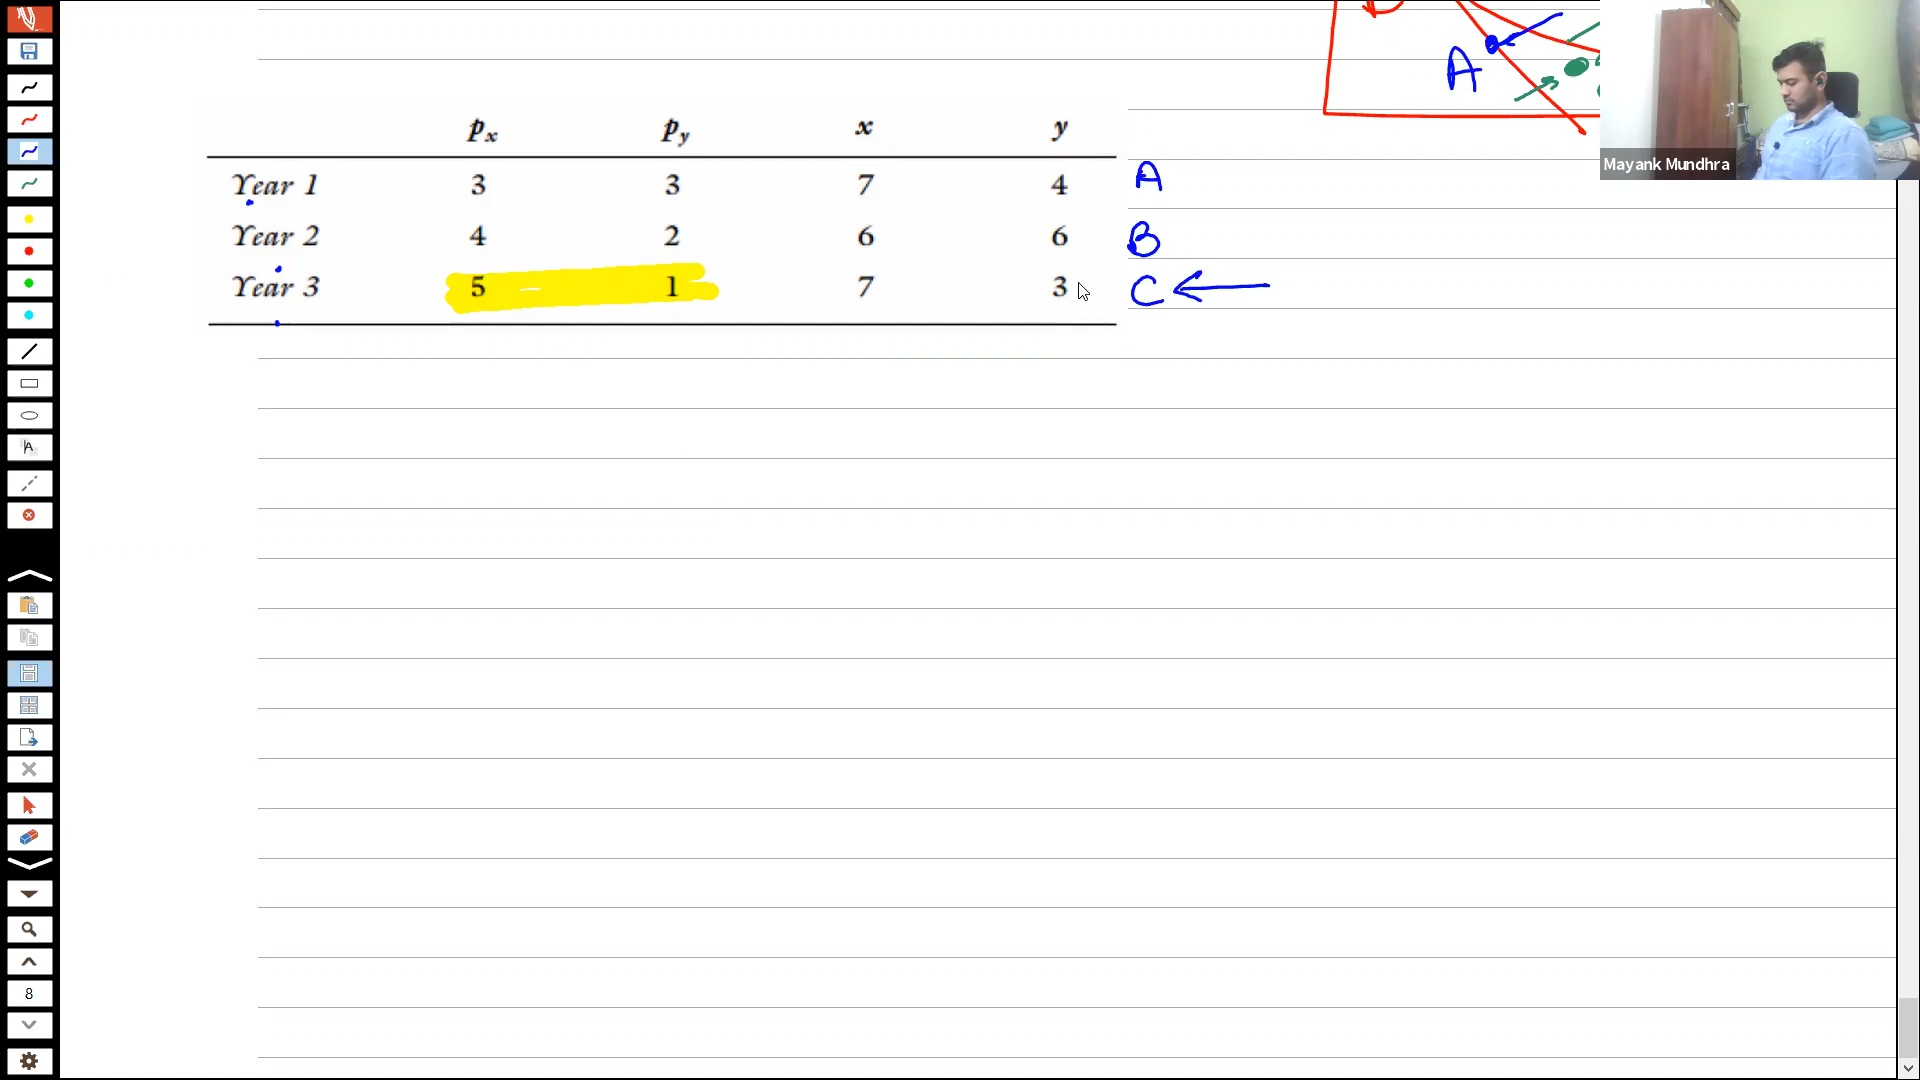 A
Mayank Mundhra
px py x y
Year 1 3 3 7 4 A
Year 2 4 2 6 6 B
Year 3 5 1 7 3 C
A
8